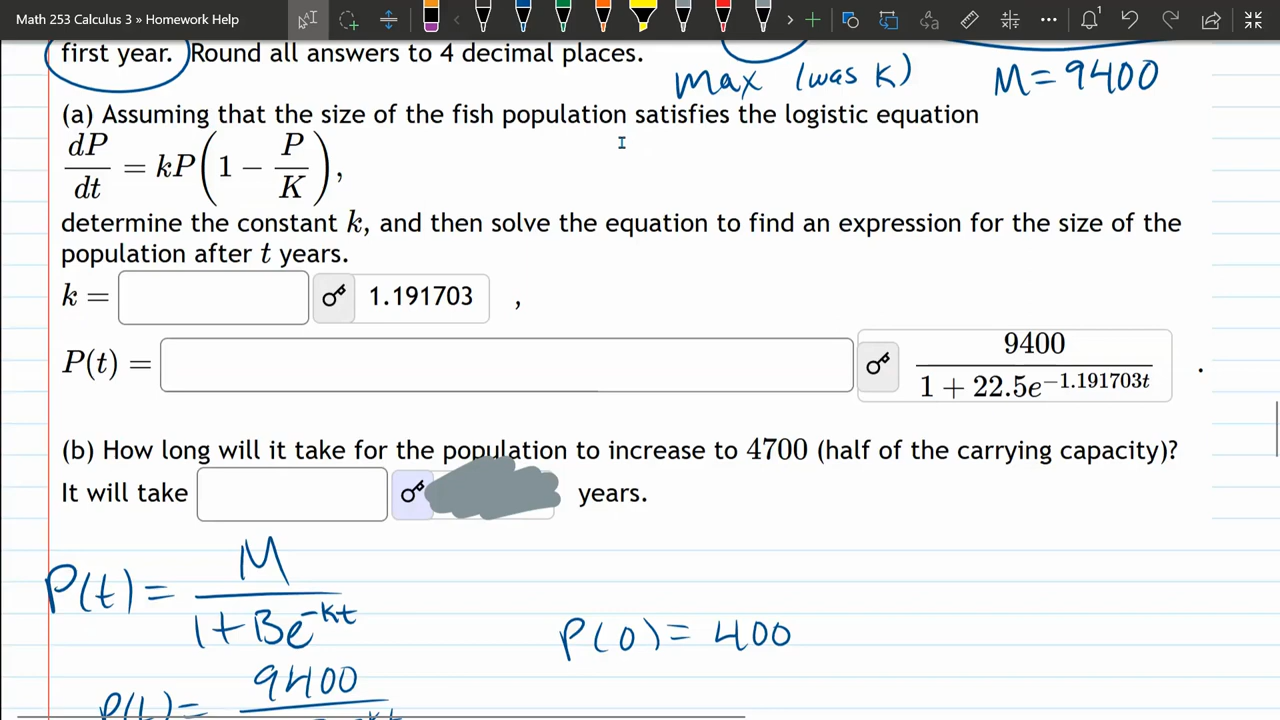 Math 253 Calculus 3 » Homework Help
first year. Round all answers to 4 decimal places.
max (was K) M = 9400
(a) Assuming that the size of the fish population satisfies the logistic equation
dP/dt = kP(1 − P/K),
determine the constant k, and then solve the equation to find an expression for the size of the
population after t years.
k = 1.191703 ,
P(t) = 9400/(1 + 22.5e^−1.191703t) .
(b) How long will it take for the population to increase to 4700 (half of the carrying capacity)?
It will take years.
P(t) = M/(1 + Be^−kt)
P(0) = 400
P(t) = 9400